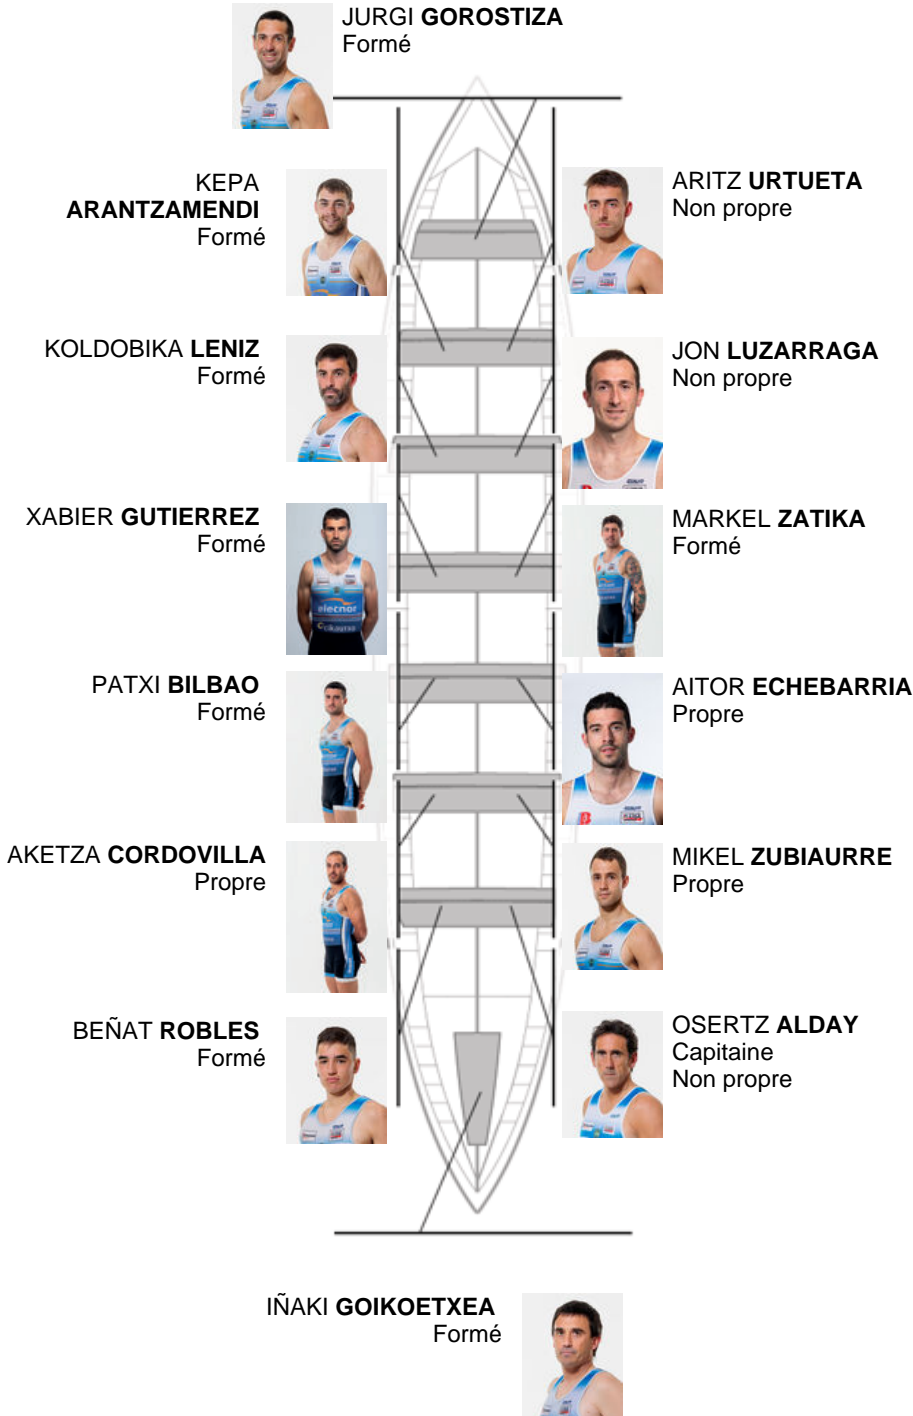 JURGI GOROSTIZA
Formé
KEPA
ARANTZAMENDI
Formé
ARITZ URTUETA
Non propre
KOLDOBIKA LENIZ
Formé
JON LUZARRAGA
Non propre
XABIER GUTIERREZ
Formé
elecnor
cikautxo
MARKEL ZATIKA
Formé
PATXI BILBAO
Formé
AITOR ECHEBARRIA
Propre
AKETZA CORDOVILLA
Propre
MIKEL ZUBIAURRE
Propre
BEÑAT ROBLES
Formé
OSERTZ ALDAY
Capitaine
Non propre
IÑAKI GOIKOETXEA
Formé